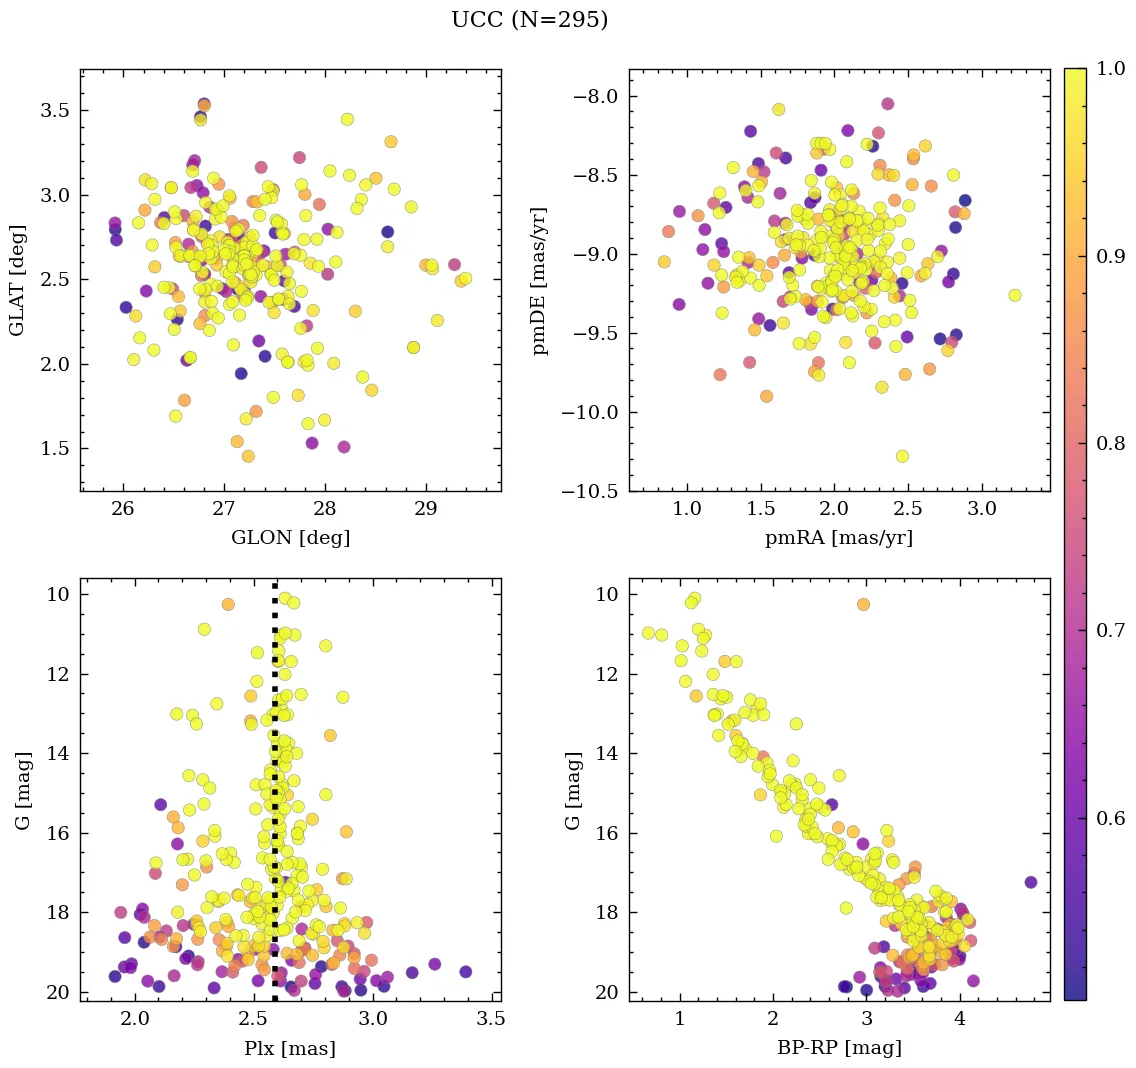 UCC (N=295)
3.5
3.0
2.5
2.0
1.5
GLAT [deg]
26 27 28 29
GLON [deg]
−8.0
−8.5
−9.0
−9.5
−10.0
−10.5
pmDE [mas/yr]
1.0 1.5 2.0 2.5 3.0
pmRA [mas/yr]
1.0
0.9
0.8
0.7
0.6
10
12
14
16
18
20
G [mag]
2.0 2.5 3.0 3.5
Plx [mas]
10
12
14
16
18
20
G [mag]
1 2 3 4
BP-RP [mag]